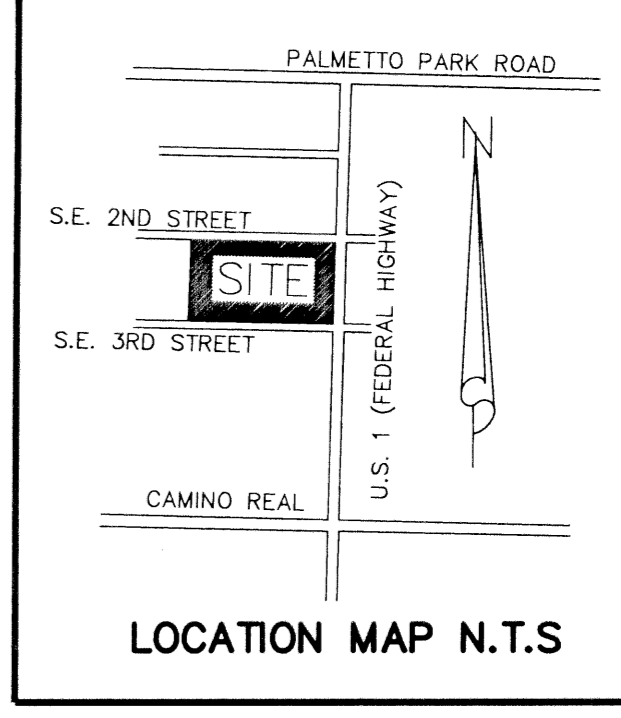 PALMETTO PARK ROAD
N
S.E. 2ND STREET
SITE
S.E. 3RD STREET
U.S. 1 (FEDERAL HIGHWAY)
CAMINO REAL
LOCATION MAP N.T.S